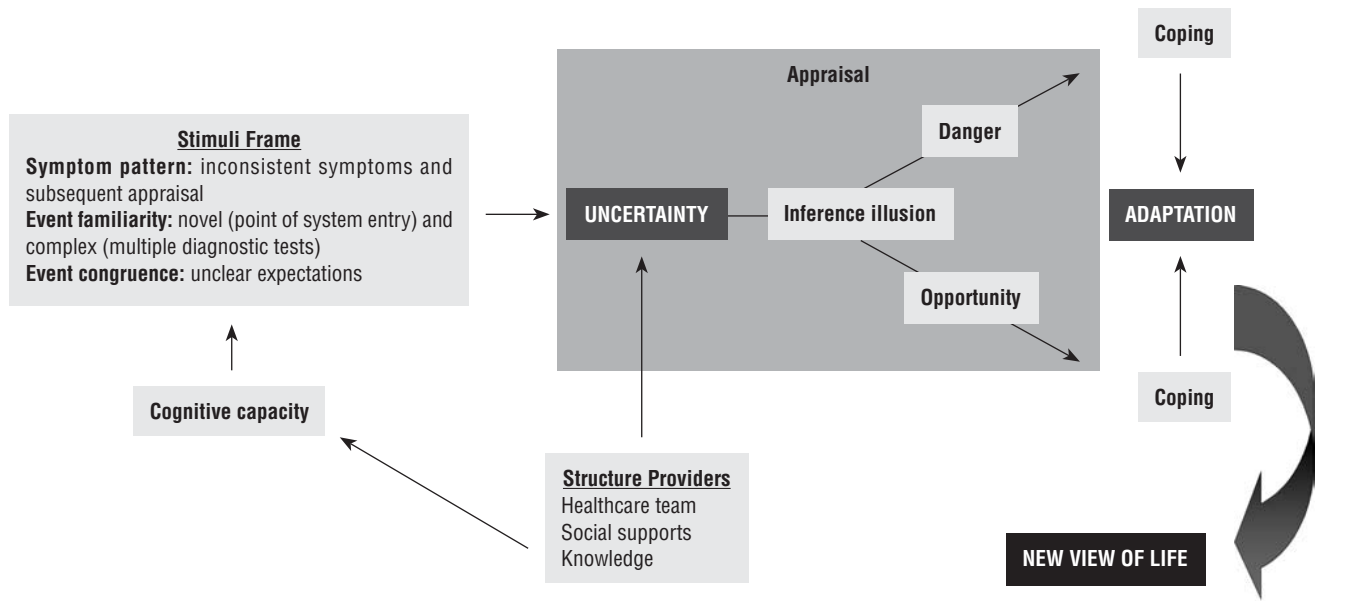 Stimuli Frame
Symptom pattern: inconsistent symptoms and
subsequent appraisal
Event familiarity: novel (point of system entry) and
complex (multiple diagnostic tests)
Event congruence: unclear expectations
Cognitive capacity
Structure Providers
Healthcare team
Social supports
Knowledge
Appraisal
UNCERTAINTY
Inference illusion
Danger
Opportunity
Coping
ADAPTATION
Coping
NEW VIEW OF LIFE